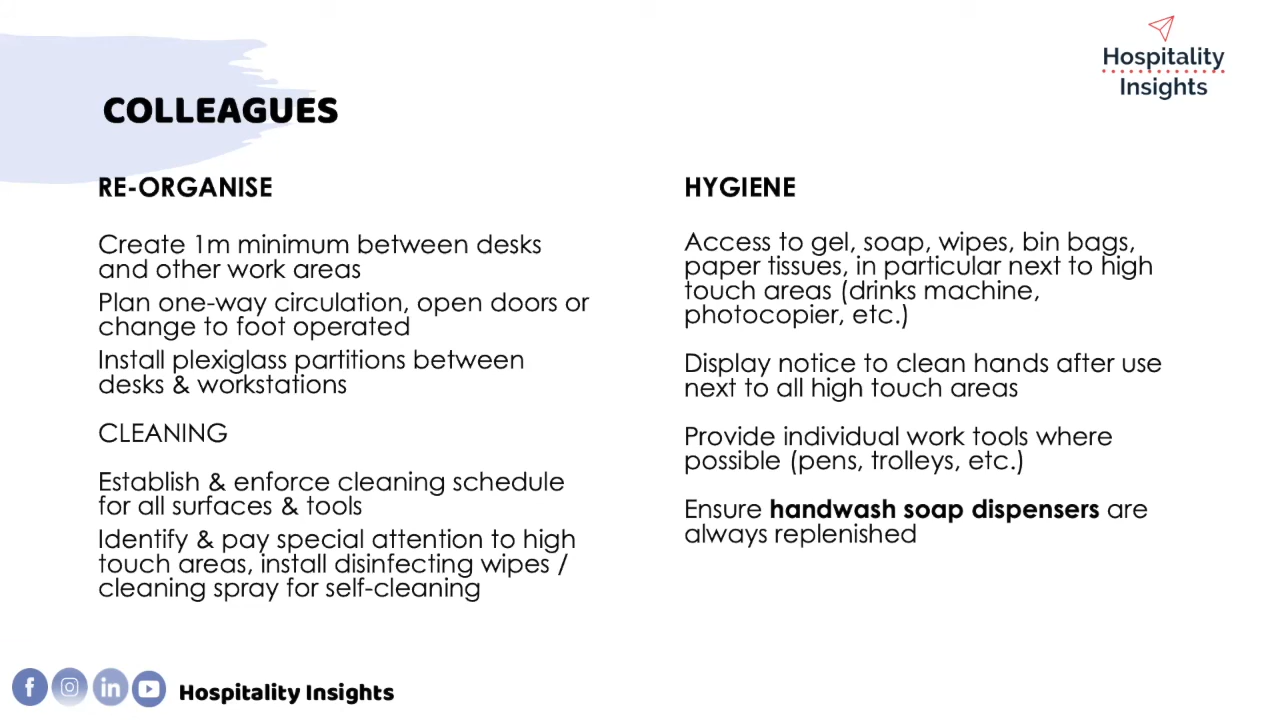 Hospitality
Insights
COLLEAGUES
RE-ORGANISE
Create 1m minimum between desks
and other work areas
Plan one-way circulation, open doors or
change to foot operated
Install plexiglass partitions between
desks & workstations
CLEANING
Establish & enforce cleaning schedule
for all surfaces & tools
Identify & pay special attention to high
touch areas, install disinfecting wipes /
cleaning spray for self-cleaning
HYGIENE
Access to gel, soap, wipes, bin bags,
paper tissues, in particular next to high
touch areas (drinks machine,
photocopier, etc.)
Display notice to clean hands after use
next to all high touch areas
Provide individual work tools where
possible (pens, trolleys, etc.)
Ensure handwash soap dispensers are
always replenished
Hospitality Insights